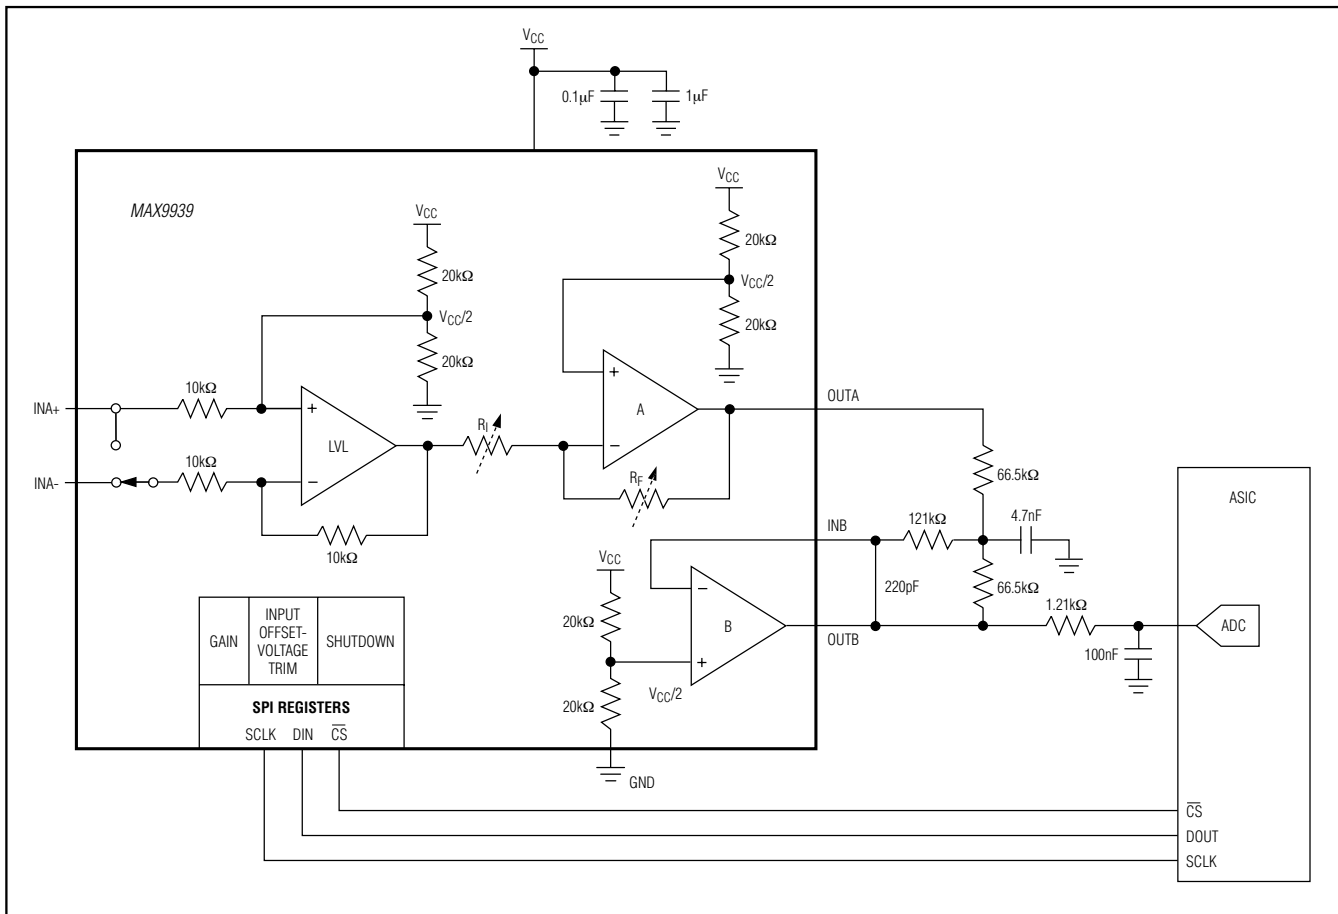 VCC
0.1µF
1µF
MAX9939
VCC
20kΩ
VCC/2
20kΩ
VCC
20kΩ
VCC/2
20kΩ
INA+
10kΩ
+
LVL
-
INA-
10kΩ
10kΩ
RI
+
A
-
RF
OUTA
66.5kΩ
ASIC
INB
121kΩ
4.7nF
66.5kΩ
220pF
1.21kΩ
ADC
100nF
VCC
20kΩ
-
B
+
OUTB
VCC/2
20kΩ
GND
GAIN
INPUT
OFFSET-
VOLTAGE
TRIM
SHUTDOWN
SPI REGISTERS
SCLK DIN C̅S̅
C̅S̅
DOUT
SCLK